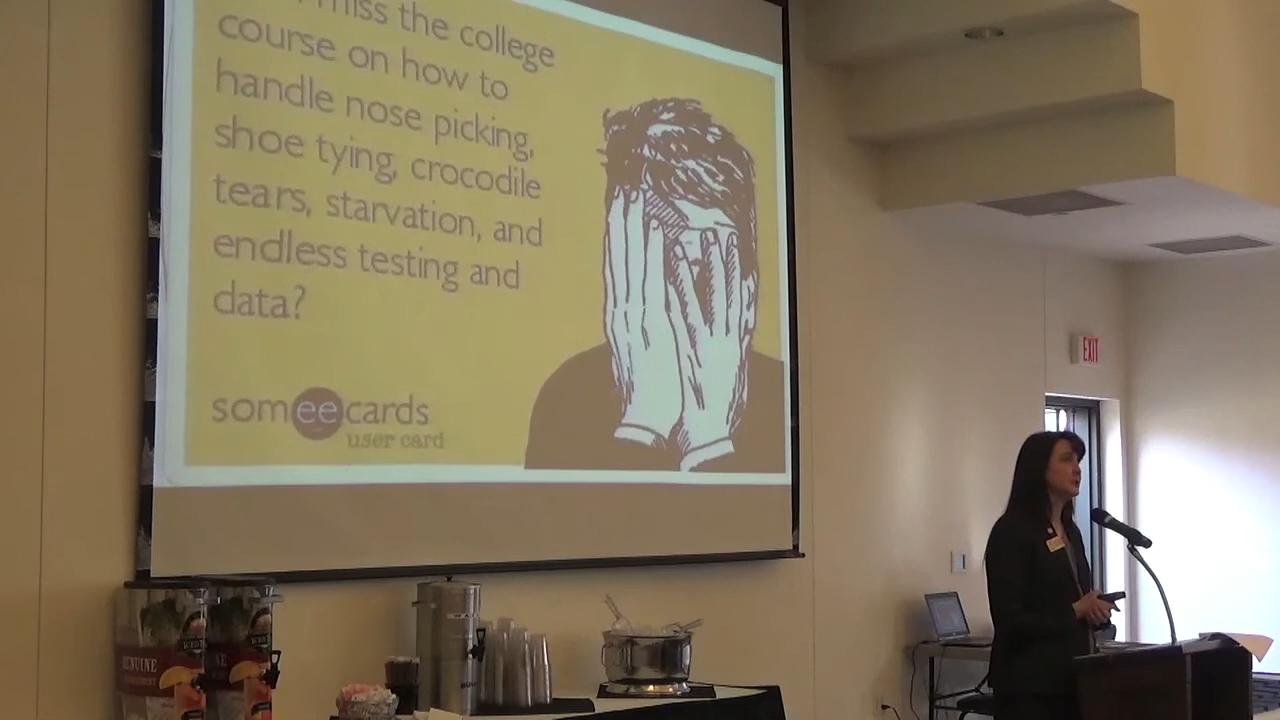 miss the college
course on how to
handle nose picking,
shoe tying, crocodile
tears, starvation, and
endless testing and
data?
someecards
user card
EXIT
GENUINE